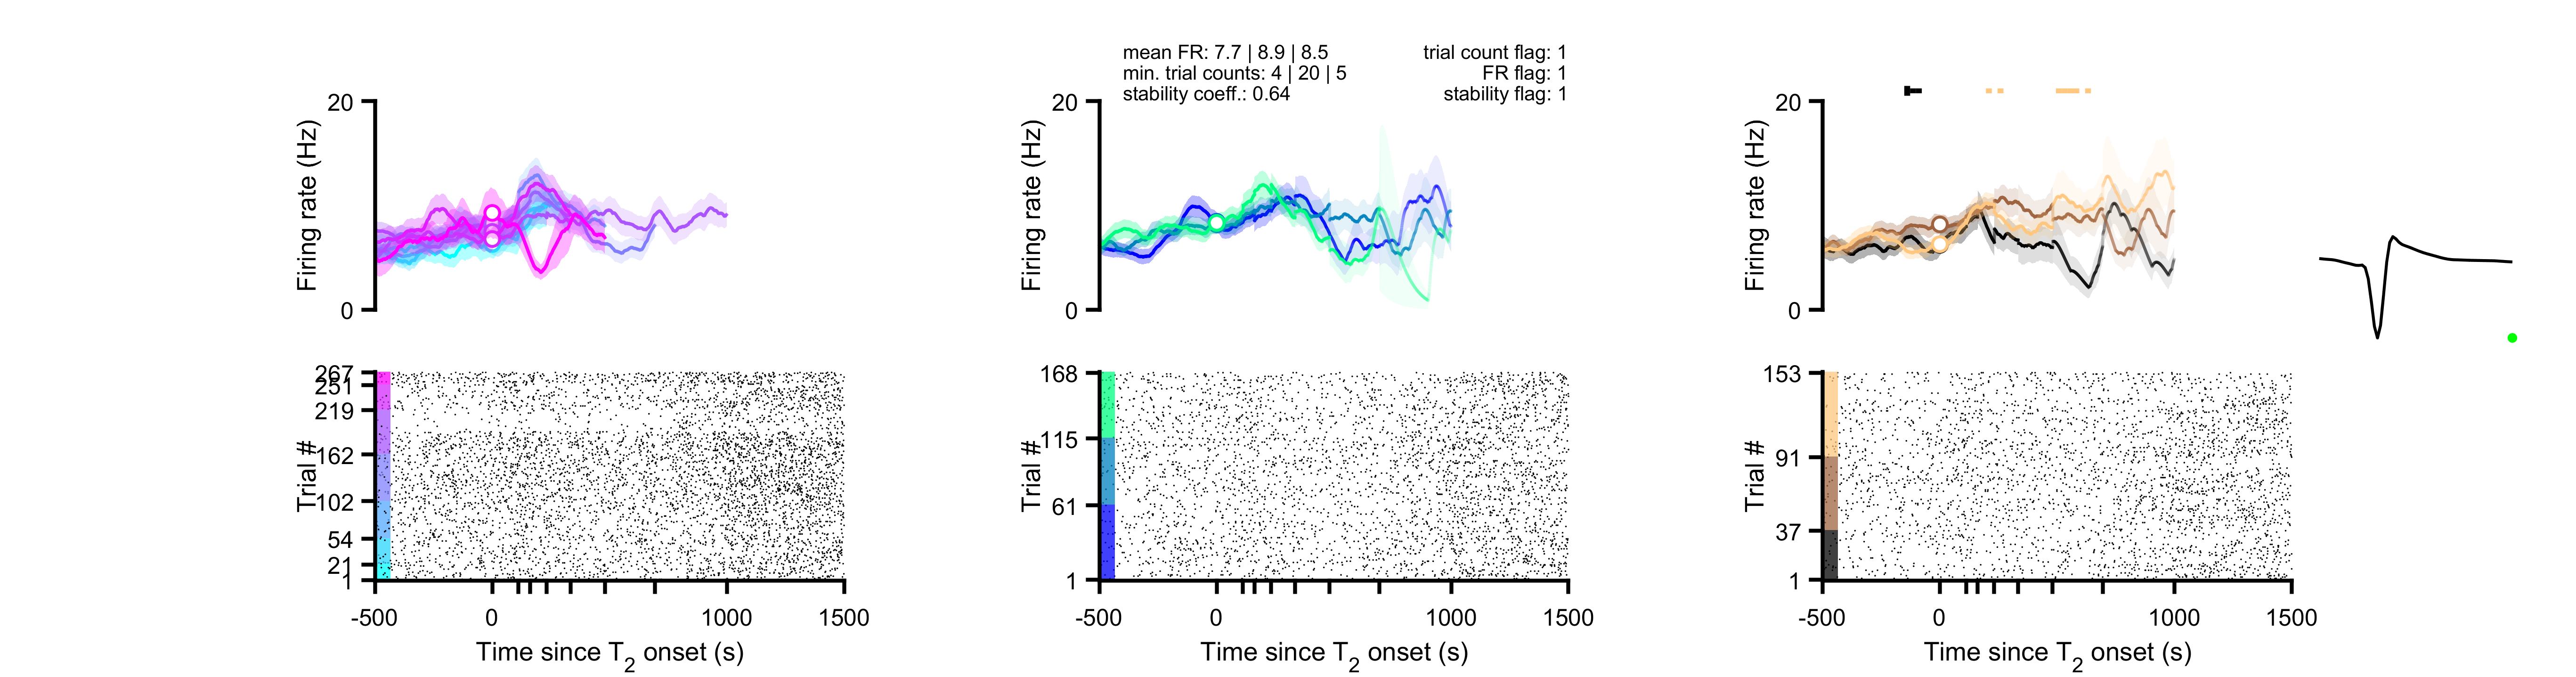 mean FR: 7.7 | 8.9 | 8.5
min. trial counts: 4 | 20 | 5
stability coeff.: 0.64
trial count flag: 1
FR flag: 1
stability flag: 1
20
0
Firing rate (Hz)
20
0
Firing rate (Hz)
20
0
Firing rate (Hz)
267
251
219
162
102
54
21
1
Trial #
-500 0 1000 1500
Time since T2 onset (s)
168
115
61
1
Trial #
-500 0 1000 1500
Time since T2 onset (s)
153
91
37
1
Trial #
-500 0 1000 1500
Time since T2 onset (s)